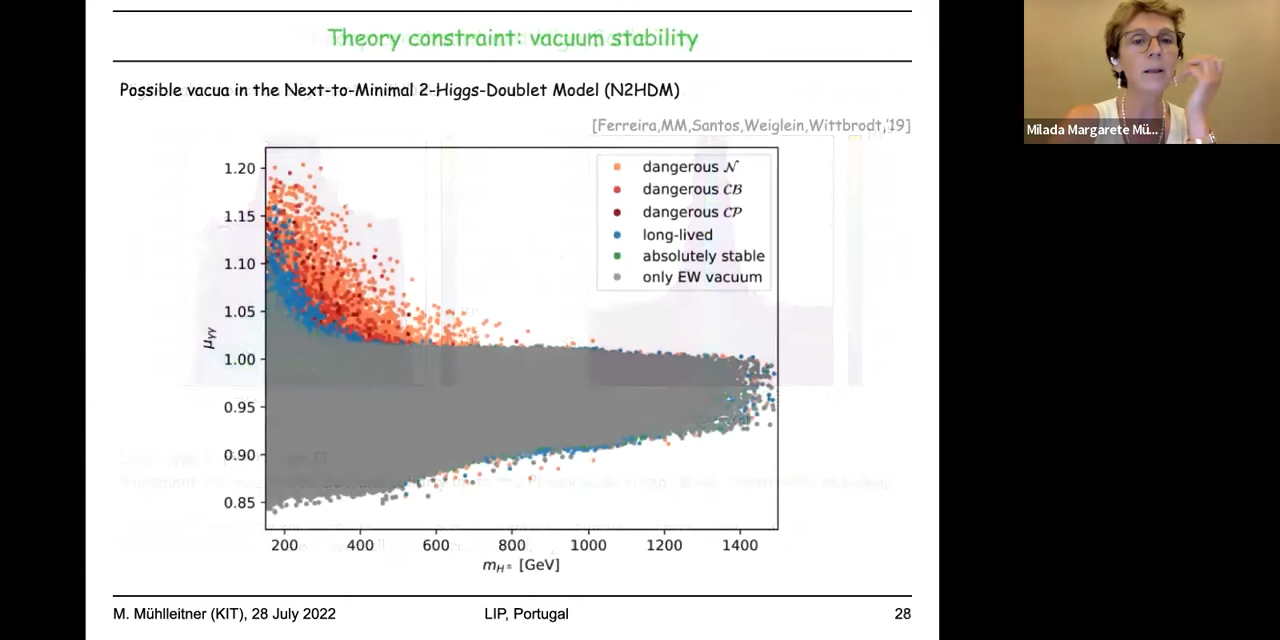 Theory constraint: vacuum stability
Possible vacua in the Next-to-Minimal 2-Higgs-Doublet Model (N2HDM)
[Ferreira,MM,Santos,Weiglein,Wittbrodt,'19]
Milada Margarete Mü...
dangerous 𝒩
dangerous 𝒞ℬ
dangerous 𝒞𝒫
long-lived
absolutely stable
only EW vacuum
1.20
1.15
1.10
1.05
1.00
0.95
0.90
0.85
μγγ
200 400 600 800 1000 1200 1400
mH± [GeV]
M. Mühlleitner (KIT), 28 July 2022 LIP, Portugal 28